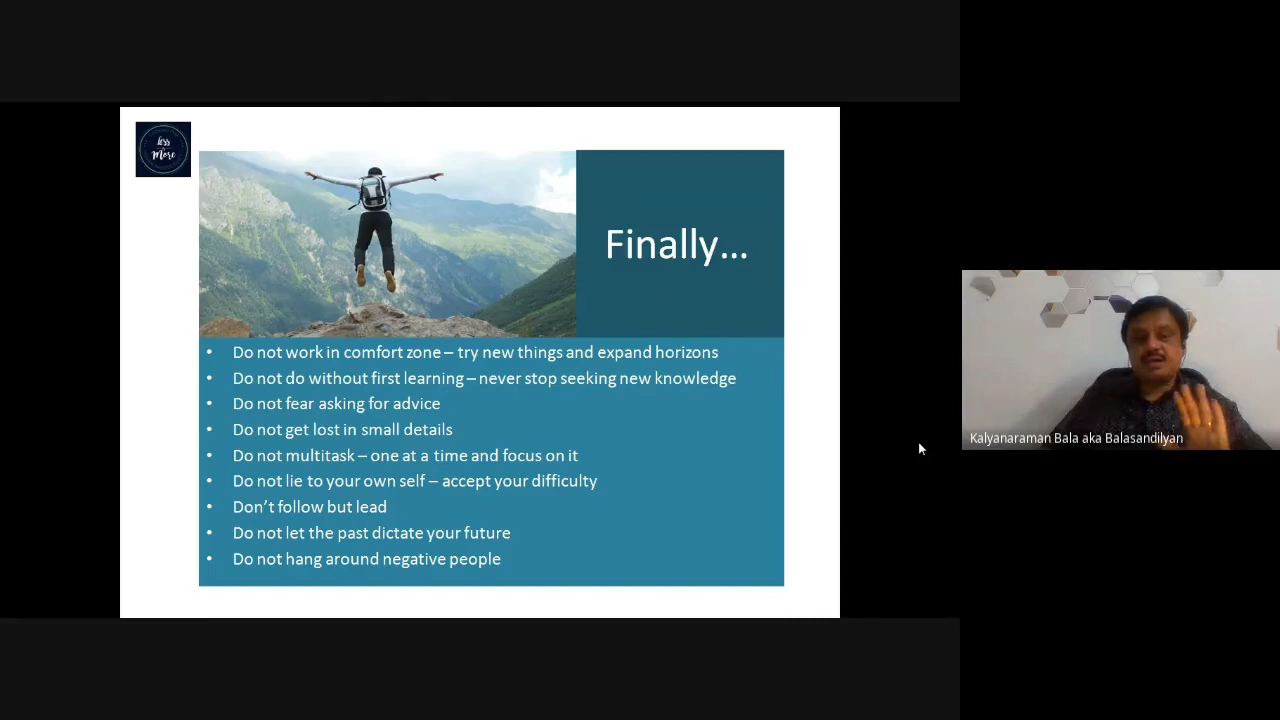 less
More
Finally...
• Do not work in comfort zone – try new things and expand horizons
• Do not do without first learning – never stop seeking new knowledge
• Do not fear asking for advice
• Do not get lost in small details
• Do not multitask – one at a time and focus on it
• Do not lie to your own self – accept your difficulty
• Don’t follow but lead
• Do not let the past dictate your future
• Do not hang around negative people
Kalyanaraman Bala aka Balasandilyan